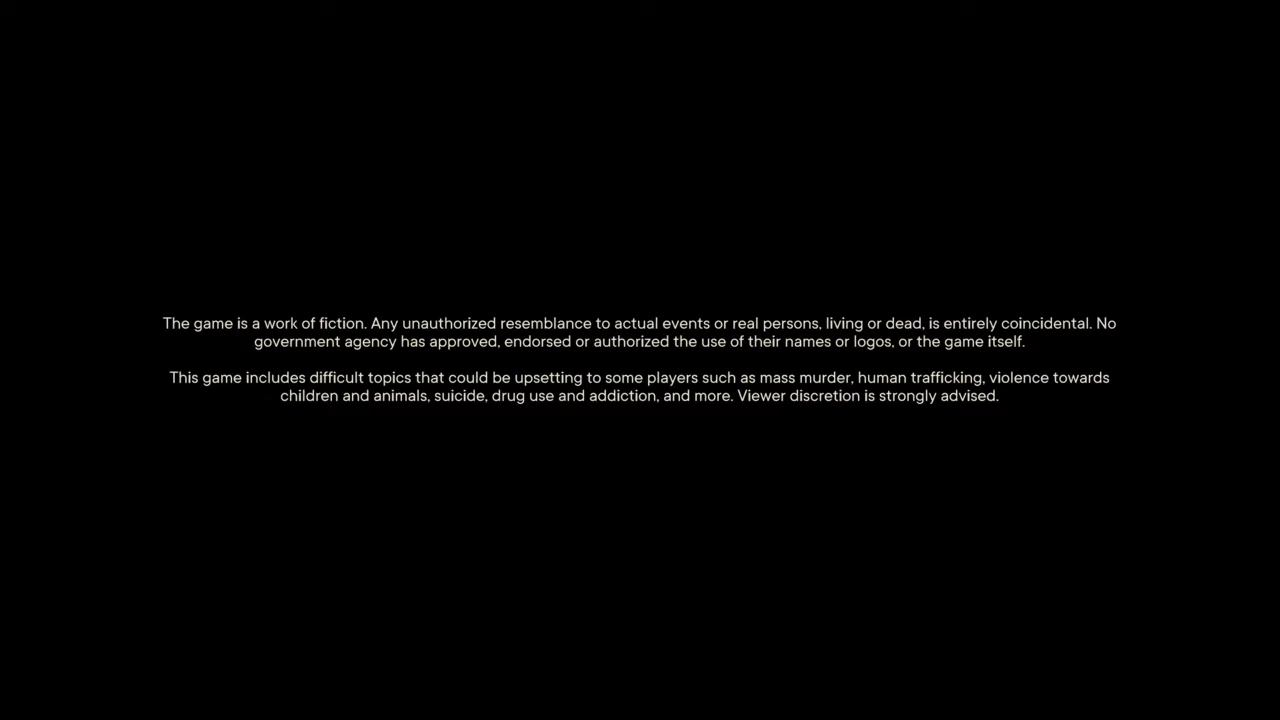 The game is a work of fiction. Any unauthorized resemblance to actual events or real persons, living or dead, is entirely coincidental. No
government agency has approved, endorsed or authorized the use of their names or logos, or the game itself.
This game includes difficult topics that could be upsetting to some players such as mass murder, human trafficking, violence towards
children and animals, suicide, drug use and addiction, and more. Viewer discretion is strongly advised.